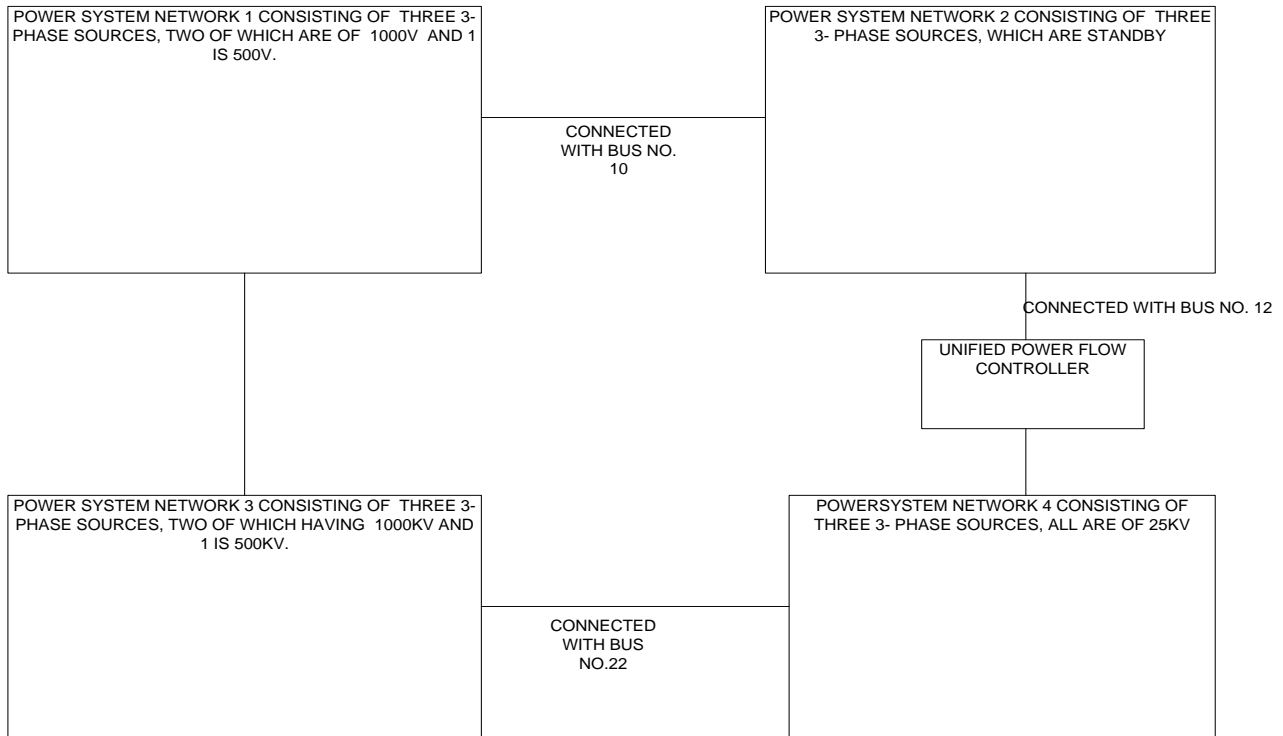 POWER SYSTEM NETWORK 1 CONSISTING OF THREE 3-
PHASE SOURCES, TWO OF WHICH ARE OF 1000V AND 1
IS 500V.
POWER SYSTEM NETWORK 2 CONSISTING OF THREE
3- PHASE SOURCES, WHICH ARE STANDBY
CONNECTED
WITH BUS NO.
10
CONNECTED WITH BUS NO. 12
UNIFIED POWER FLOW
CONTROLLER
POWER SYSTEM NETWORK 3 CONSISTING OF THREE 3-
PHASE SOURCES, TWO OF WHICH HAVING 1000KV AND
1 IS 500KV.
POWERSYSTEM NETWORK 4 CONSISTING OF
THREE 3- PHASE SOURCES, ALL ARE OF 25KV
CONNECTED
WITH BUS
NO.22